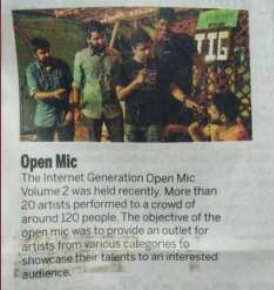 TIG
Open Mic
The Internet Generation Open Mic
Volume 2 was held recently. More than
20 artists performed to a crowd of
around 120 people. The objective of the
open mic was to provide an outlet for
artists from various categories to
showcase their talents to an interested
audience.